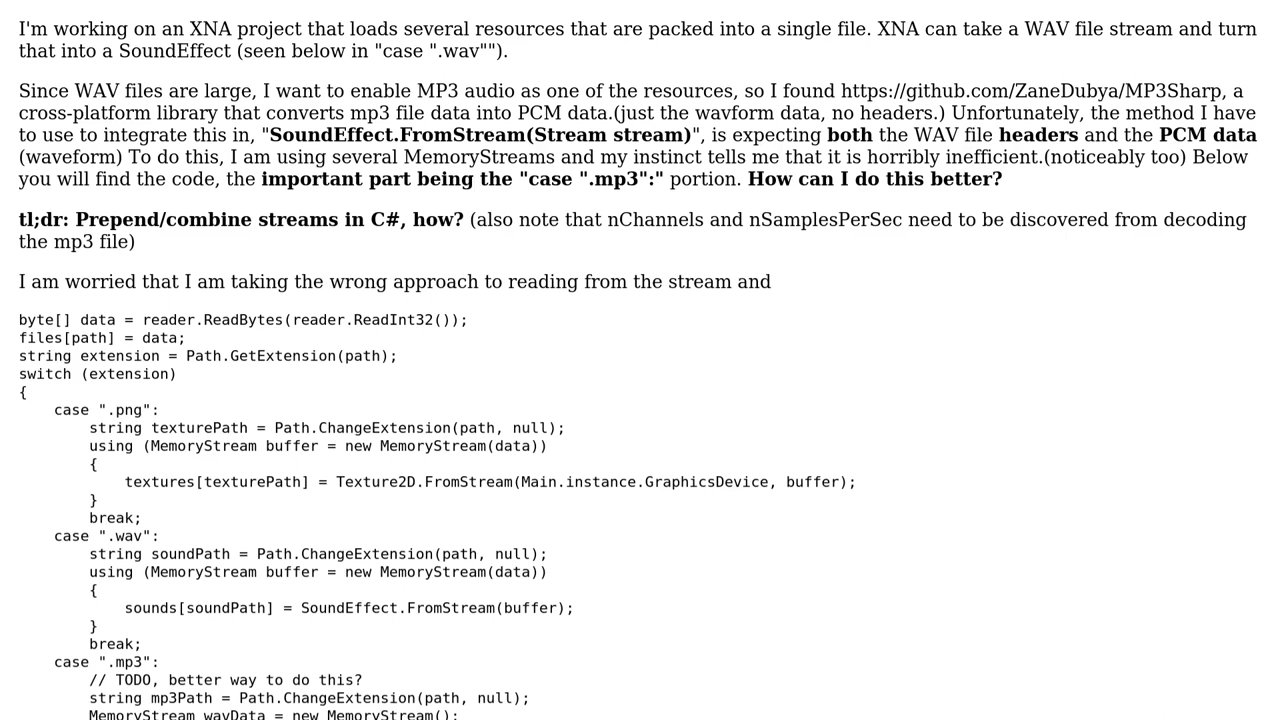 I'm working on an XNA project that loads several resources that are packed into a single file. XNA can take a WAV file stream and turn
that into a SoundEffect (seen below in "case ".wav"").
Since WAV files are large, I want to enable MP3 audio as one of the resources, so I found https://github.com/ZaneDubya/MP3Sharp, a
cross-platform library that converts mp3 file data into PCM data.(just the wavform data, no headers.) Unfortunately, the method I have
to use to integrate this in, "SoundEffect.FromStream(Stream stream)", is expecting both the WAV file headers and the PCM data
(waveform) To do this, I am using several MemoryStreams and my instinct tells me that it is horribly inefficient.(noticeably too) Below
you will find the code, the important part being the "case ".mp3":" portion. How can I do this better?
tl;dr: Prepend/combine streams in C#, how? (also note that nChannels and nSamplesPerSec need to be discovered from decoding
the mp3 file)
I am worried that I am taking the wrong approach to reading from the stream and
byte[] data = reader.ReadBytes(reader.ReadInt32());
files[path] = data;
string extension = Path.GetExtension(path);
switch (extension)
{
    case ".png":
        string texturePath = Path.ChangeExtension(path, null);
        using (MemoryStream buffer = new MemoryStream(data))
        {
            textures[texturePath] = Texture2D.FromStream(Main.instance.GraphicsDevice, buffer);
        }
        break;
    case ".wav":
        string soundPath = Path.ChangeExtension(path, null);
        using (MemoryStream buffer = new MemoryStream(data))
        {
            sounds[soundPath] = SoundEffect.FromStream(buffer);
        }
        break;
    case ".mp3":
        // TODO, better way to do this?
        string mp3Path = Path.ChangeExtension(path, null);
        MemoryStream wavData = new MemoryStream();